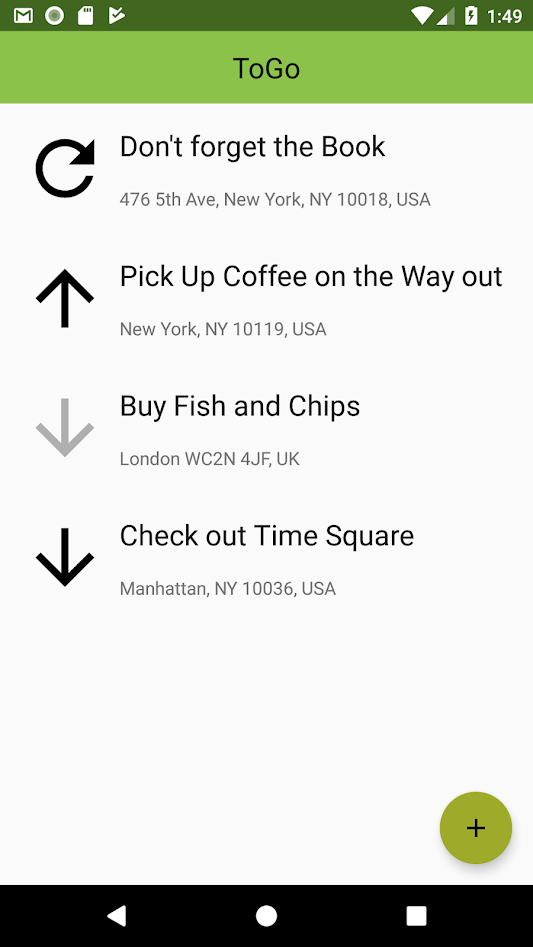 1:49
ToGo
Don't forget the Book
476 5th Ave, New York, NY 10018, USA
Pick Up Coffee on the Way out
New York, NY 10119, USA
Buy Fish and Chips
London WC2N 4JF, UK
Check out Time Square
Manhattan, NY 10036, USA